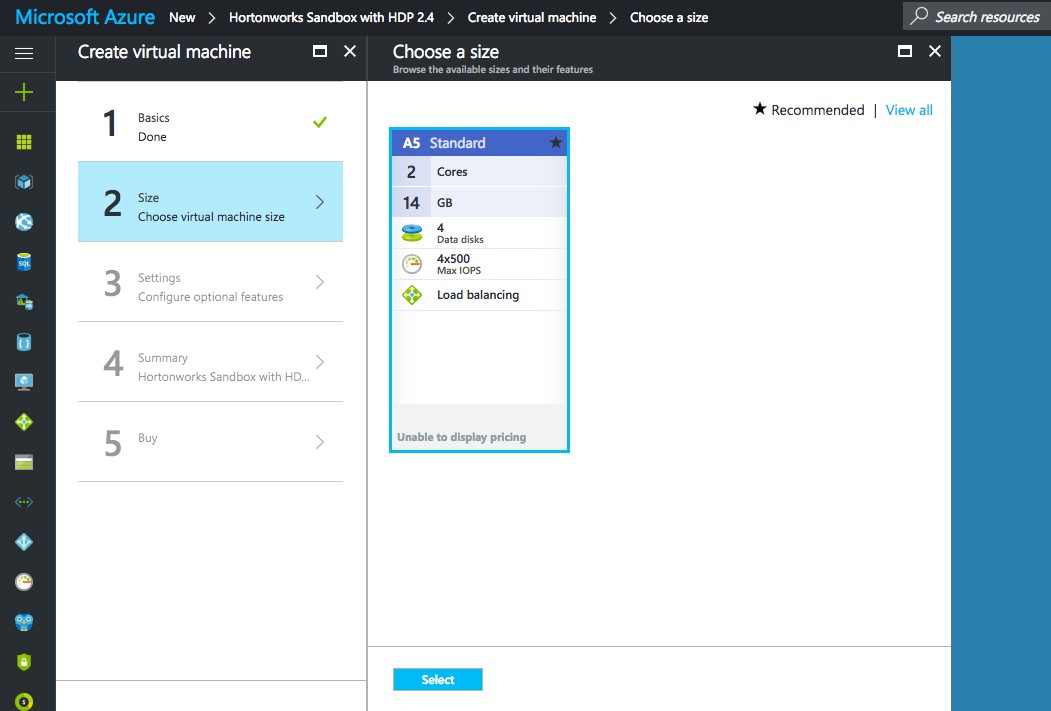 Microsoft Azure New > Hortonworks Sandbox with HDP 2.4 > Create virtual machine > Choose a size
Search resources
Create virtual machine
1
Basics
Done
2
Size
Choose virtual machine size
3
Settings
Configure optional features
4
Summary
Hortonworks Sandbox with HD...
5
Buy
Choose a size
Browse the available sizes and their features
★ Recommended | View all
A5 Standard
2 Cores
14 GB
4
Data disks
4x500
Max IOPS
Load balancing
Unable to display pricing
Select
SQL